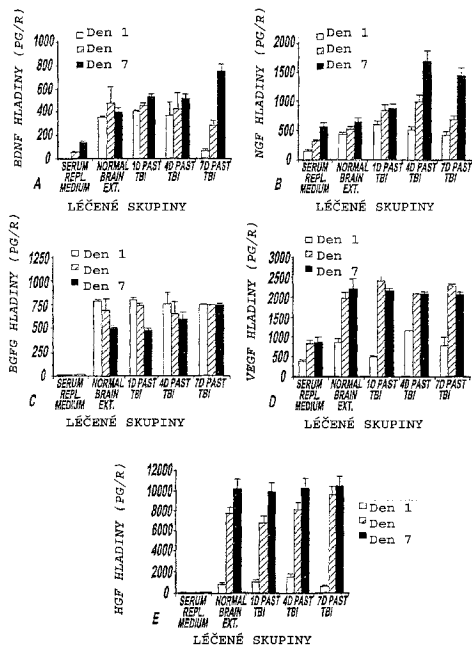 Den 1
Den
Den 7
BDNF HLADINY (PG/R)
1000
800
600
400
200
0
SERUM REPL. MEDIUM
NORMAL BRAIN EXT.
1D PAST TBI
4D PAST TBI
7D PAST TBI
A
LÉČENÉ SKUPINY
Den 1
Den
Den 7
NGF HLADINY (PG/R)
2000
1500
1000
500
0
SERUM REPL. MEDIUM
NORMAL BRAIN EXT.
1D PAST TBI
4D PAST TBI
7D PAST TBI
B
LÉČENÉ SKUPINY
Den 1
Den
Den 7
BGFG HLADINY (PG/R)
1250
1000
750
500
250
0
SERUM REPL. MEDIUM
NORMAL BRAIN EXT.
1D PAST TBI
4D PAST TBI
7D PAST TBI
C
LÉČENÉ SKUPINY
Den 1
Den
Den 7
VEGF HLADINY (PG/R)
3000
2500
2000
1500
1000
500
0
SERUM REPL. MEDIUM
NORMAL BRAIN EXT.
1D PAST TBI
4D PAST TBI
7D PAST TBI
D
LÉČENÉ SKUPINY
Den 1
Den
Den 7
HGF HLADINY (PG/R)
12000
10000
8000
6000
4000
2000
0
SERUM REPL. MEDIUM
NORMAL BRAIN EXT.
1D PAST TBI
4D PAST TBI
7D PAST TBI
E
LÉČENÉ SKUPINY